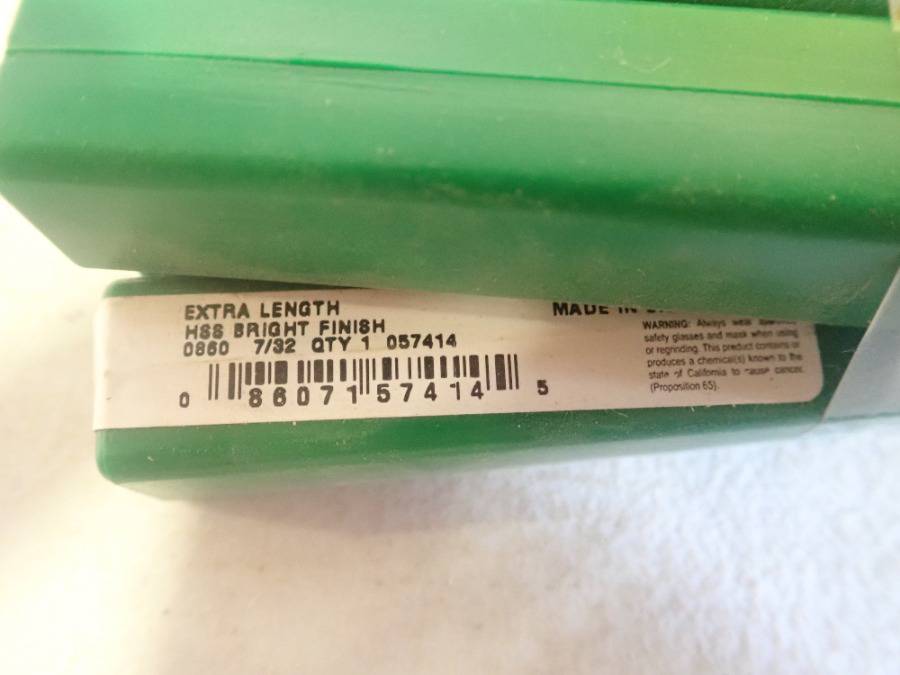 EXTRA LENGTH
HSS BRIGHT FINISH
0860 7/32 QTY 1 057414
0 86071 57414 5
MADE IN
WARNING: Always wear
safety glasses and mask when using
or regrinding. This product contains or
produces a chemical(s) known to the
state of California to cause cancer.
(Proposition 65).